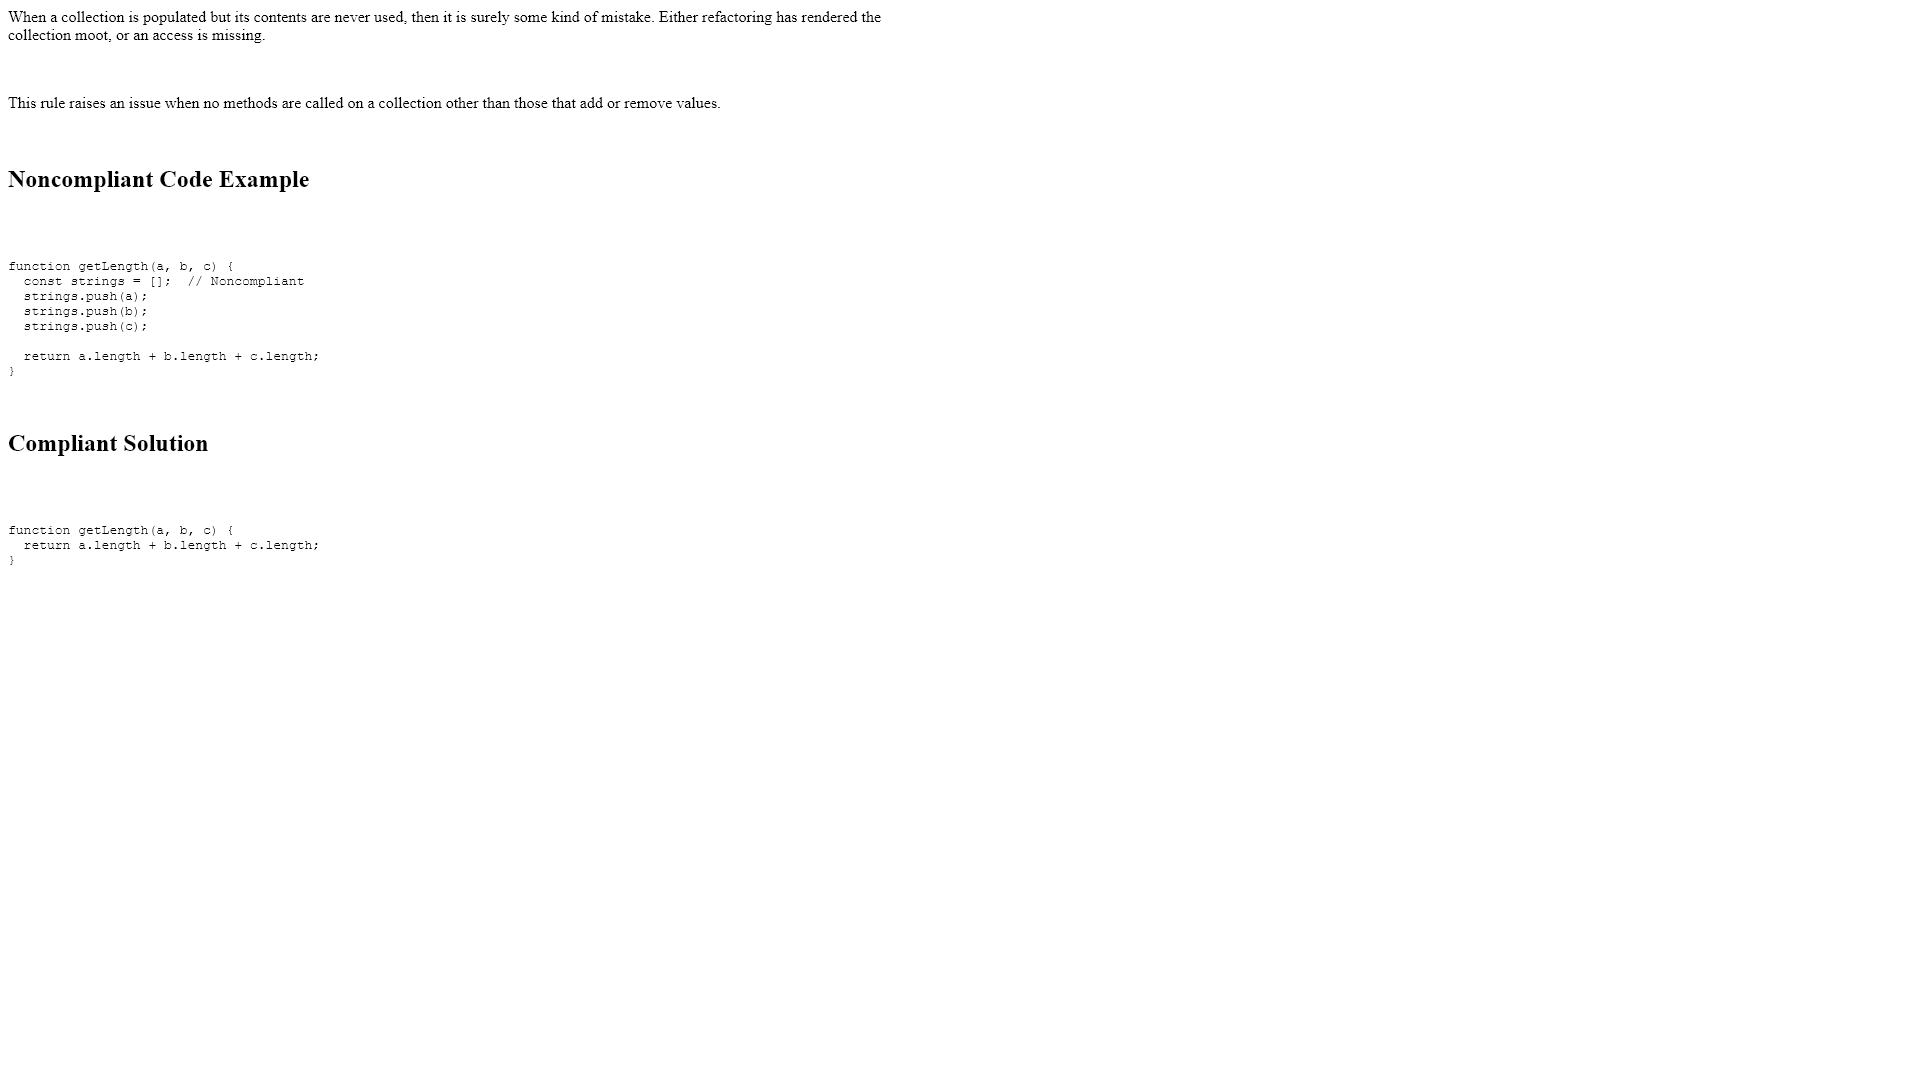 When a collection is populated but its contents are never used, then it is surely some kind of mistake. Either refactoring has rendered the
collection moot, or an access is missing.
This rule raises an issue when no methods are called on a collection other than those that add or remove values.
Noncompliant Code Example
function getLength(a, b, c) {
  const strings = [];  // Noncompliant
  strings.push(a);
  strings.push(b);
  strings.push(c);
  return a.length + b.length + c.length;
}
Compliant Solution
function getLength(a, b, c) {
  return a.length + b.length + c.length;
}